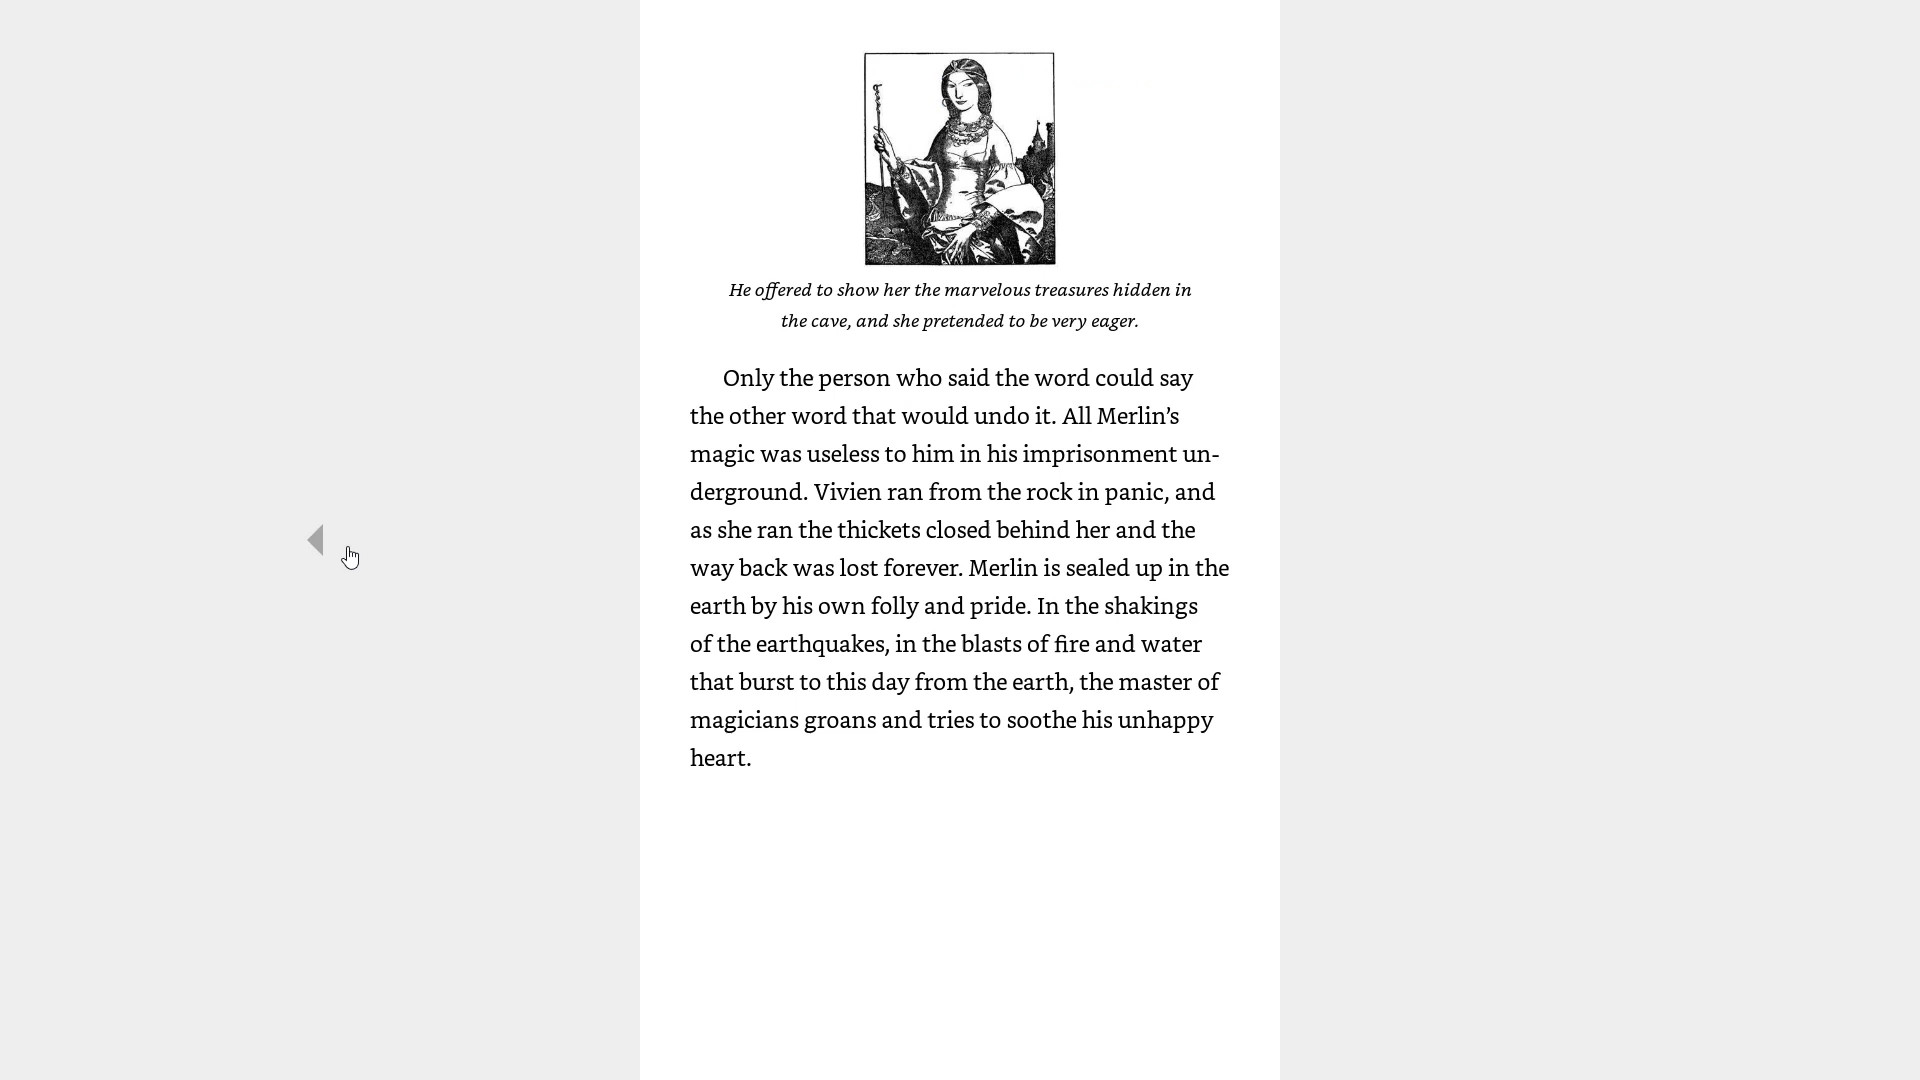 He offered to show her the marvelous treasures hidden in
the cave, and she pretended to be very eager.
Only the person who said the word could say
the other word that would undo it. All Merlin’s
magic was useless to him in his imprisonment un-
derground. Vivien ran from the rock in panic, and
as she ran the thickets closed behind her and the
way back was lost forever. Merlin is sealed up in the
earth by his own folly and pride. In the shakings
of the earthquakes, in the blasts of fire and water
that burst to this day from the earth, the master of
magicians groans and tries to soothe his unhappy
heart.